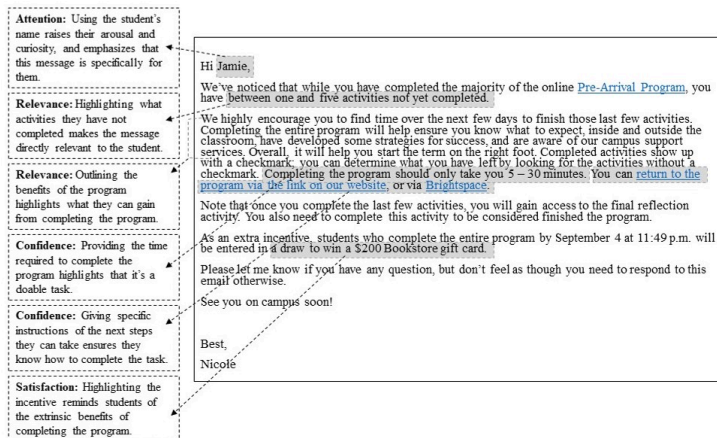 Attention: Using the student's
name raises their arousal and
curiosity, and emphasizes that
this message is specifically for
them.
Relevance: Highlighting what
activities they have not
completed makes the message
directly relevant to the student.
Relevance: Outlining the
benefits of the program
highlights what they can gain
from completing the program.
Confidence: Providing the time
required to complete the
program highlights that it's a
doable task.
Confidence: Giving specific
instructions of the next steps
they can take ensures they
know how to complete the task.
Satisfaction: Highlighting the
incentive reminds students of
the extrinsic benefits of
completing the program.
Hi Jamie,
We've noticed that while you have completed the majority of the online Pre-Arrival Program, you
have between one and five activities not yet completed.
We highly encourage you to find time over the next few days to finish those last few activities.
Completing the entire program will help ensure you know what to expect, inside and outside the
classroom, have developed some strategies for success, and are aware of our campus support
services. Overall, it will help you start the term on the right foot. Completed activities show up
with a checkmark; you can determine what you have left by looking for the activities without a
checkmark. Completing the program should only take you 5 – 30 minutes. You can return to the
program via the link on our website, or via Brightspace.
Note that once you complete the last few activities, you will gain access to the final reflection
activity. You also need to complete this activity to be considered finished the program.
As an extra incentive, students who complete the entire program by September 4 at 11:49 p.m. will
be entered in a draw to win a $200 Bookstore gift card.
Please let me know if you have any question, but don't feel as though you need to respond to this
email otherwise.
See you on campus soon!
Best,
Nicole